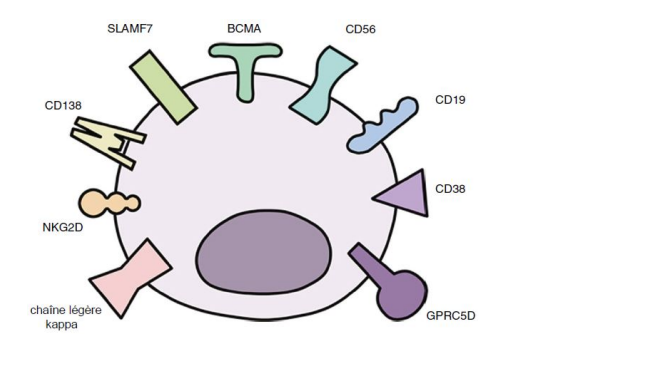 SLAMF7
BCMA
CD56
CD138
CD19
NKG2D
CD38
chaîne légère
kappa
GPRC5D